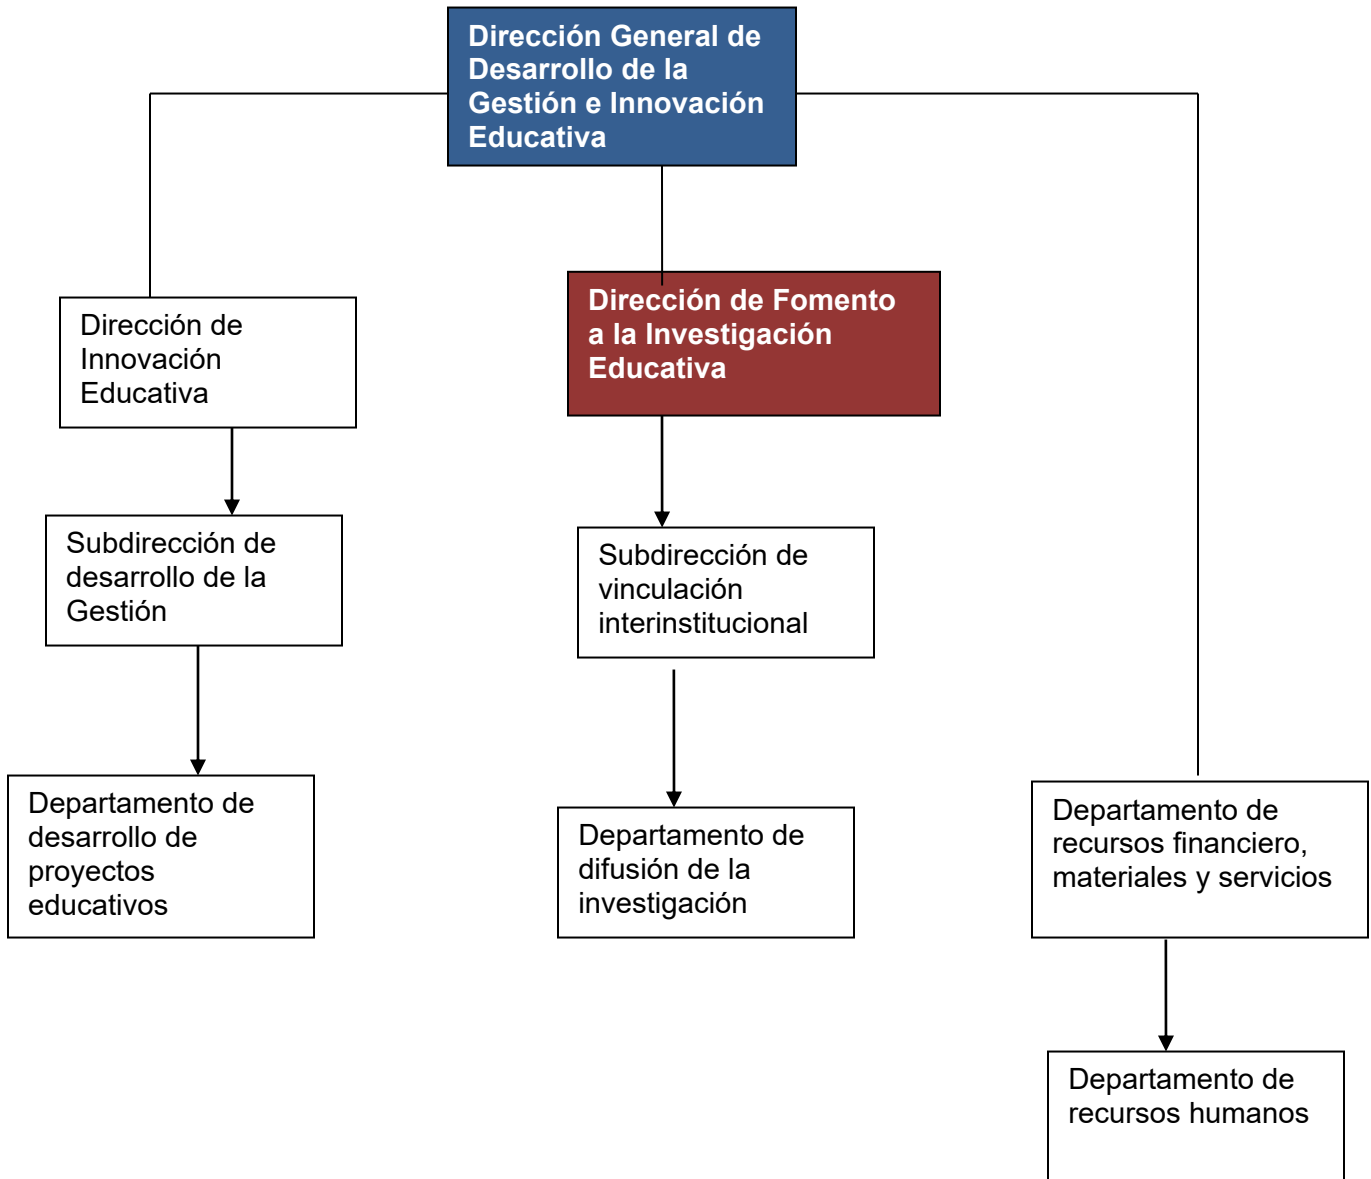 Dirección General de
Desarrollo de la
Gestión e Innovación
Educativa
Dirección de Fomento
a la Investigación
Educativa
Dirección de
Innovación
Educativa
Subdirección de
desarrollo de la
Gestión
Subdirección de
vinculación
interinstitucional
Departamento de
desarrollo de
proyectos
educativos
Departamento de
difusión de la
investigación
Departamento de
recursos financiero,
materiales y servicios
Departamento de
recursos humanos